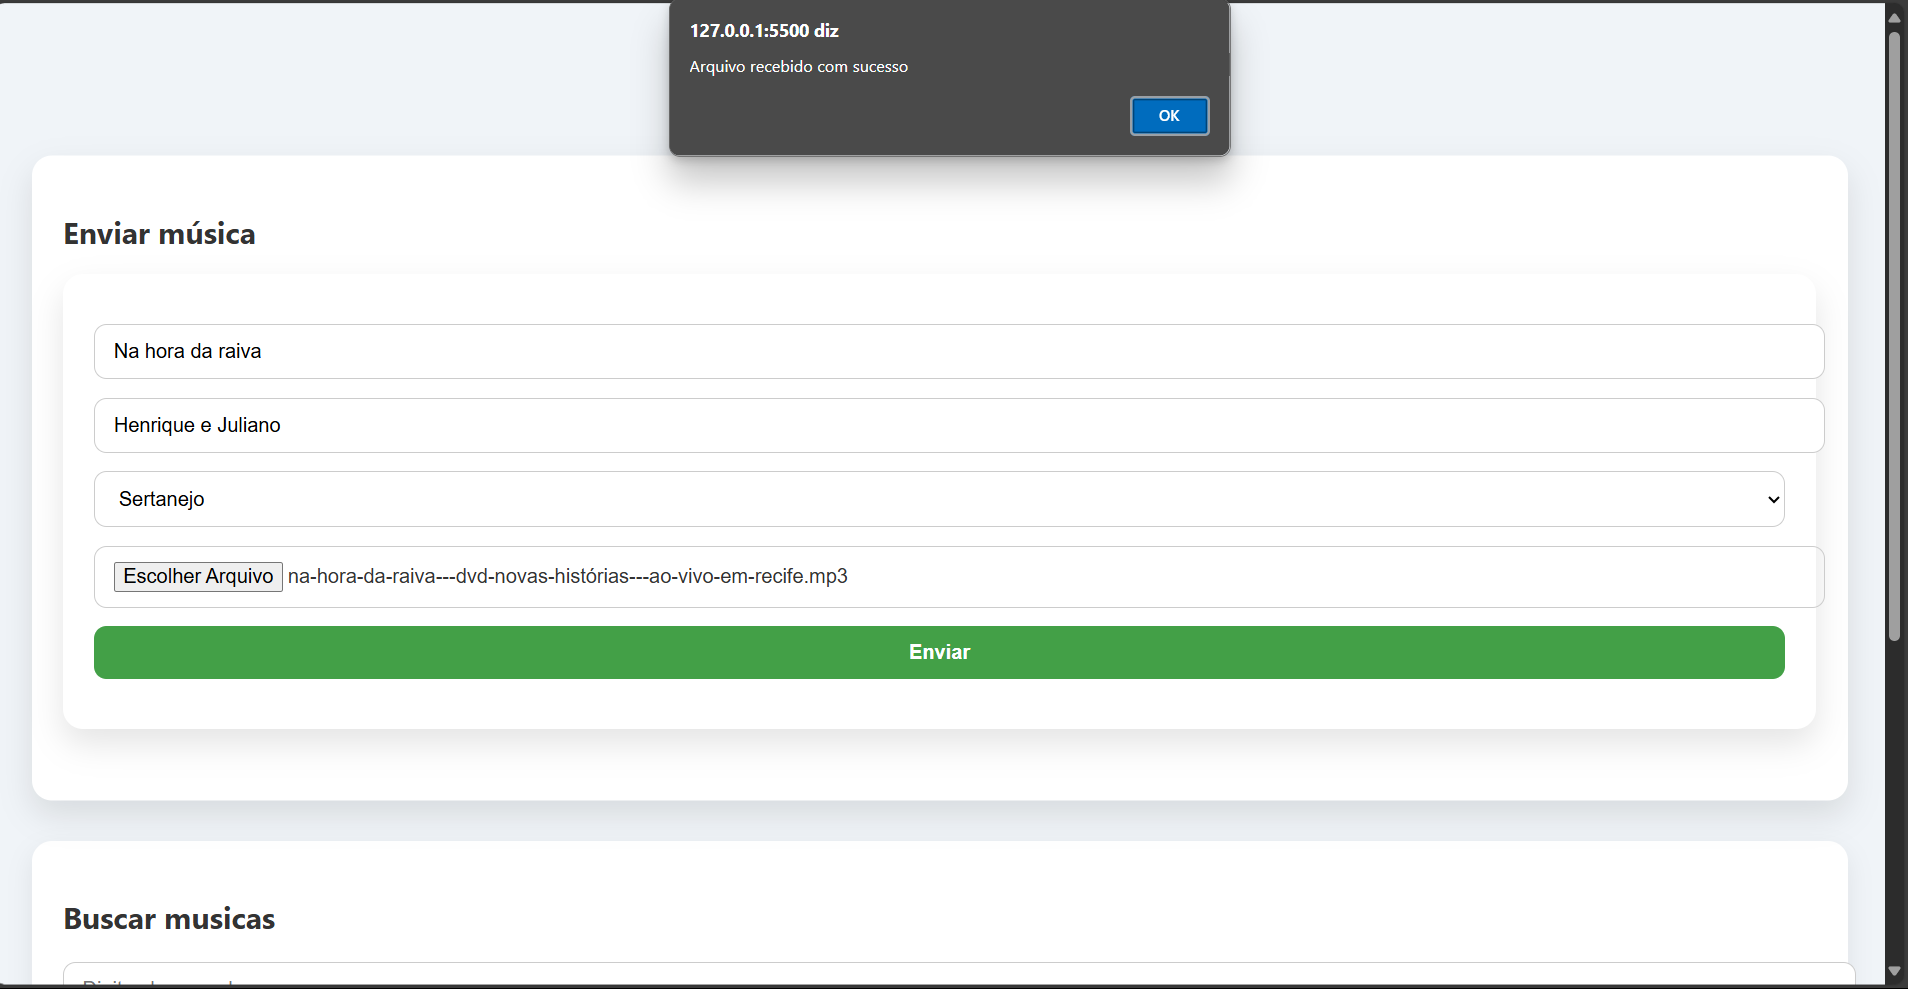 127.0.0.1:5500 diz
Arquivo recebido com sucesso
OK
Enviar música
Na hora da raiva
Henrique e Juliano
Sertanejo
Escolher Arquivo na-hora-da-raiva---dvd-novas-histórias---ao-vivo-em-recife.mp3
Enviar
Buscar musicas